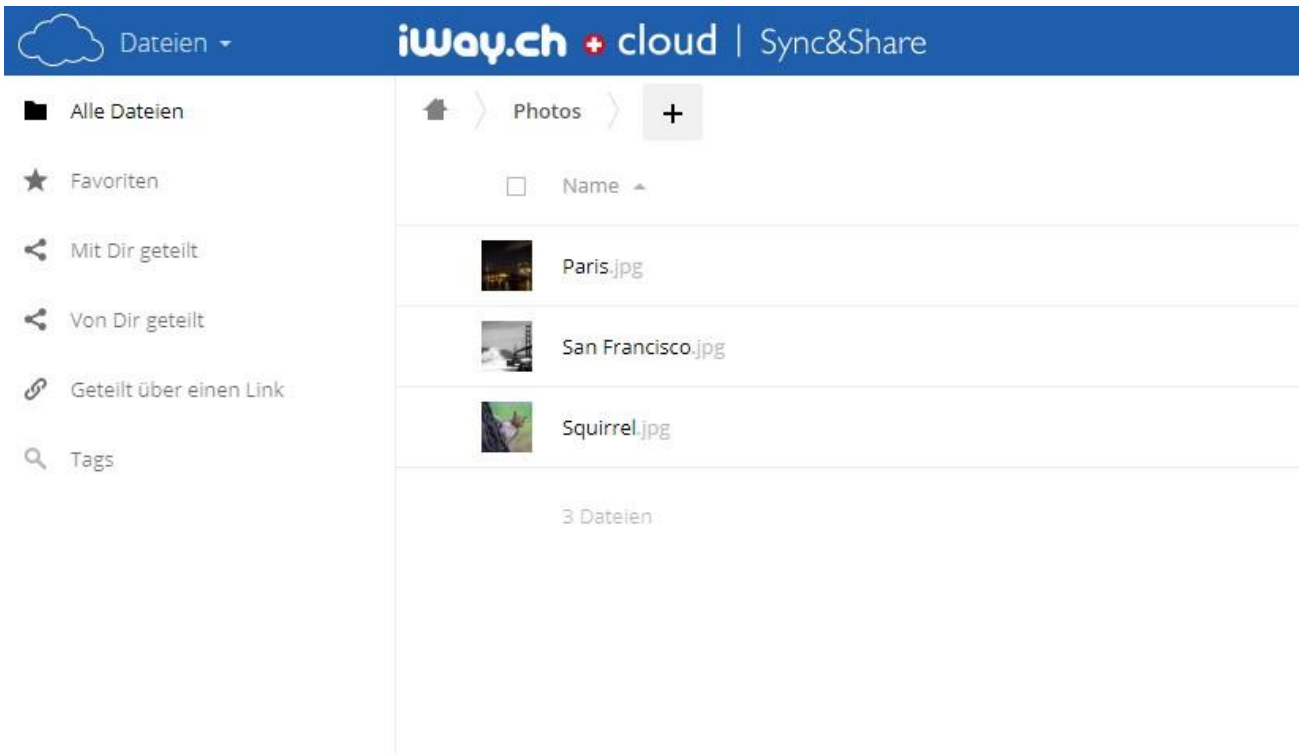 Dateien
iway.ch cloud | Sync&Share
Alle Dateien
Favoriten
Mit Dir geteilt
Von Dir geteilt
Geteilt über einen Link
Tags
Photos +
Name
Paris.jpg
San Francisco.jpg
Squirrel.jpg
3 Dateien